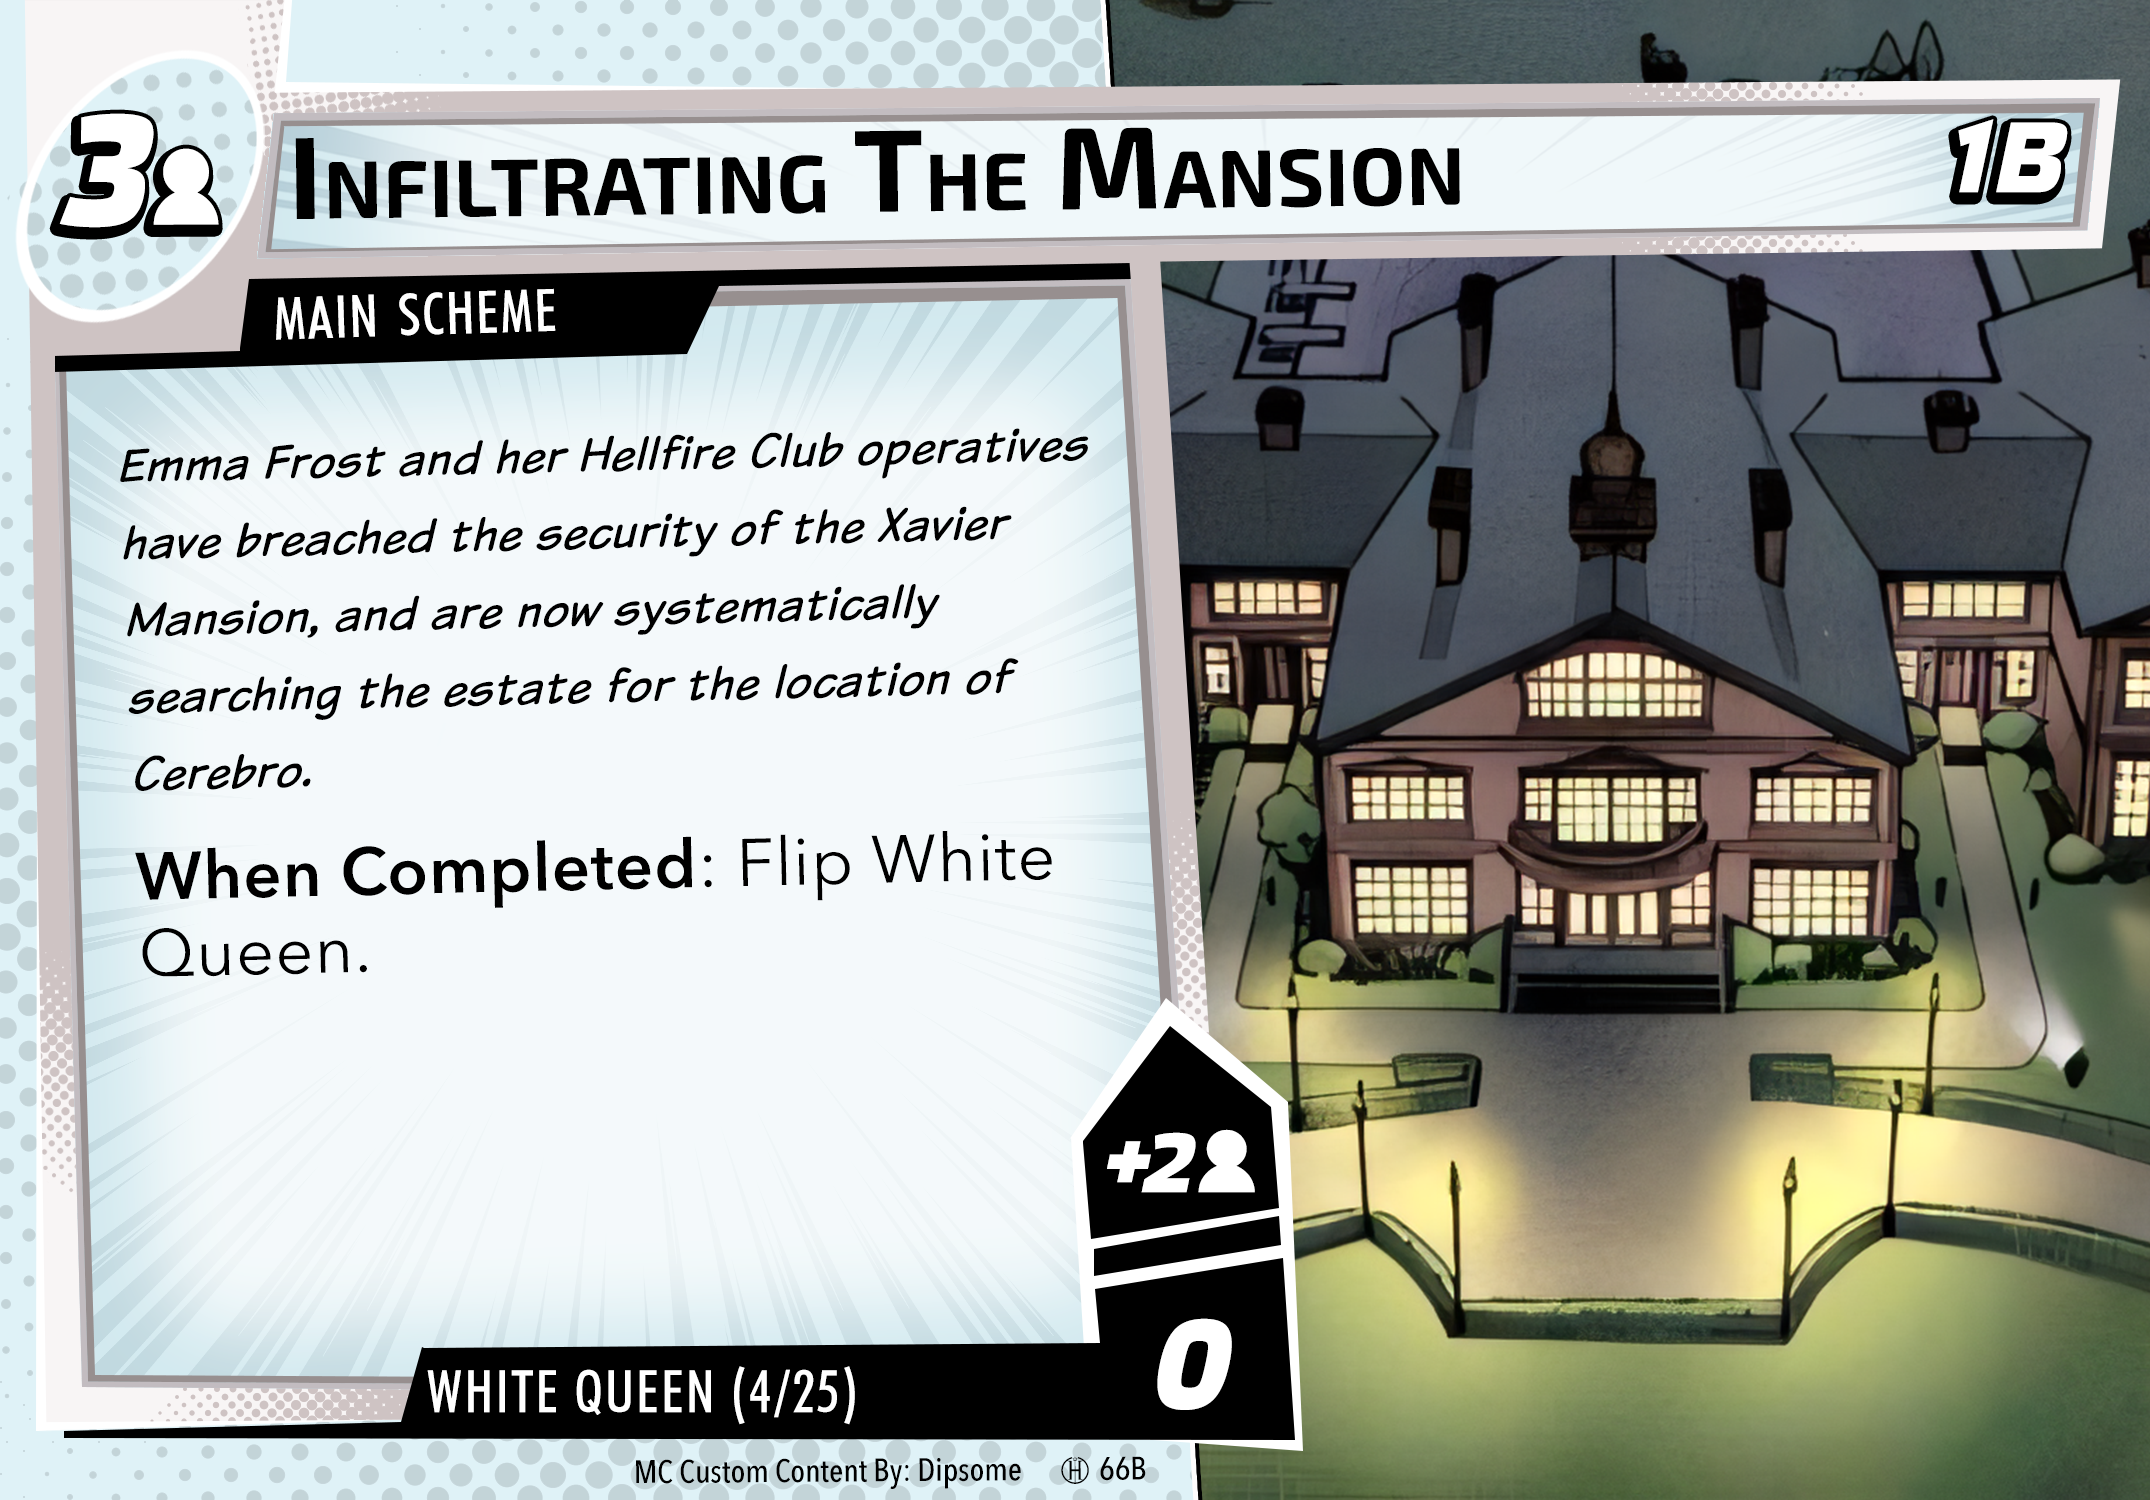 3
INFILTRATING THE MANSION
1B
MAIN SCHEME
Emma Frost and her Hellfire Club operatives
have breached the security of the Xavier
Mansion, and are now systematically
searching the estate for the location of
Cerebro.
When Completed: Flip White
Queen.
+2
0
WHITE QUEEN (4/25)
MC Custom Content By: Dipsome H 66B